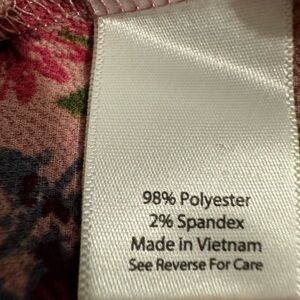 98% Polyester
2% Spandex
Made in Vietnam
See Reverse For Care